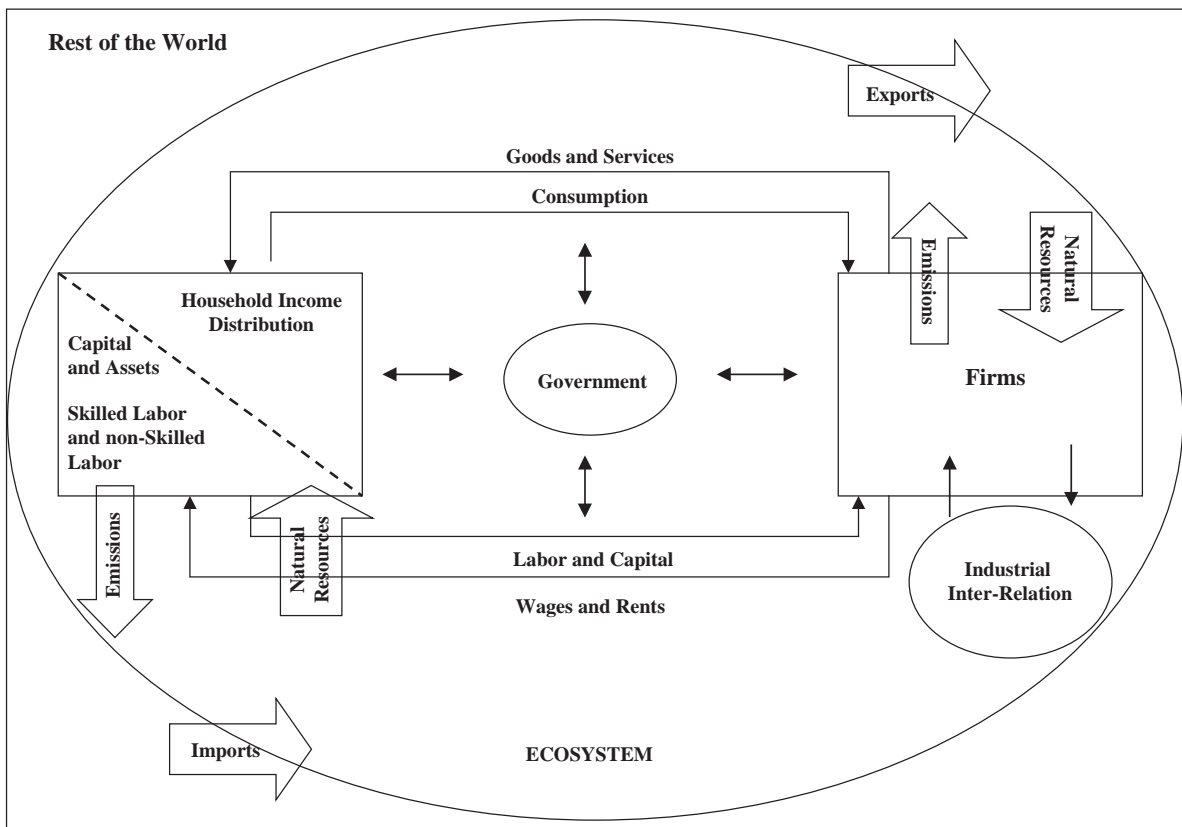 Rest of the World
Exports
Goods and Services
Consumption
Emissions
Natural
Resources
Household Income
Distribution
Capital
and Assets
Skilled Labor
and non-Skilled
Labor
Government
Firms
Emissions
Natural
Resources
Labor and Capital
Wages and Rents
Industrial
Inter-Relation
Imports
ECOSYSTEM